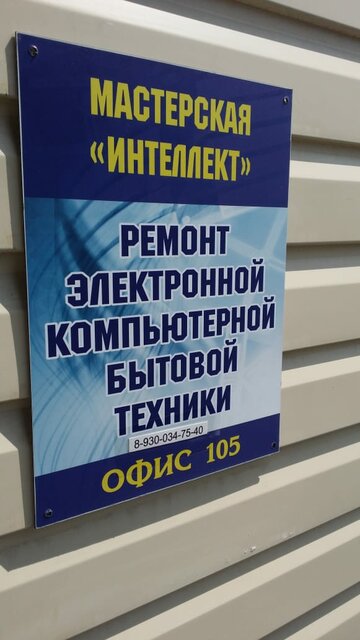 МАСТЕРСКАЯ
«ИНТЕЛЛЕКТ»
РЕМОНТ
ЭЛЕКТРОННОЙ
КОМПЬЮТЕРНОЙ
БЫТОВОЙ
ТЕХНИКИ
8-930-034-75-40
ОФИС 105